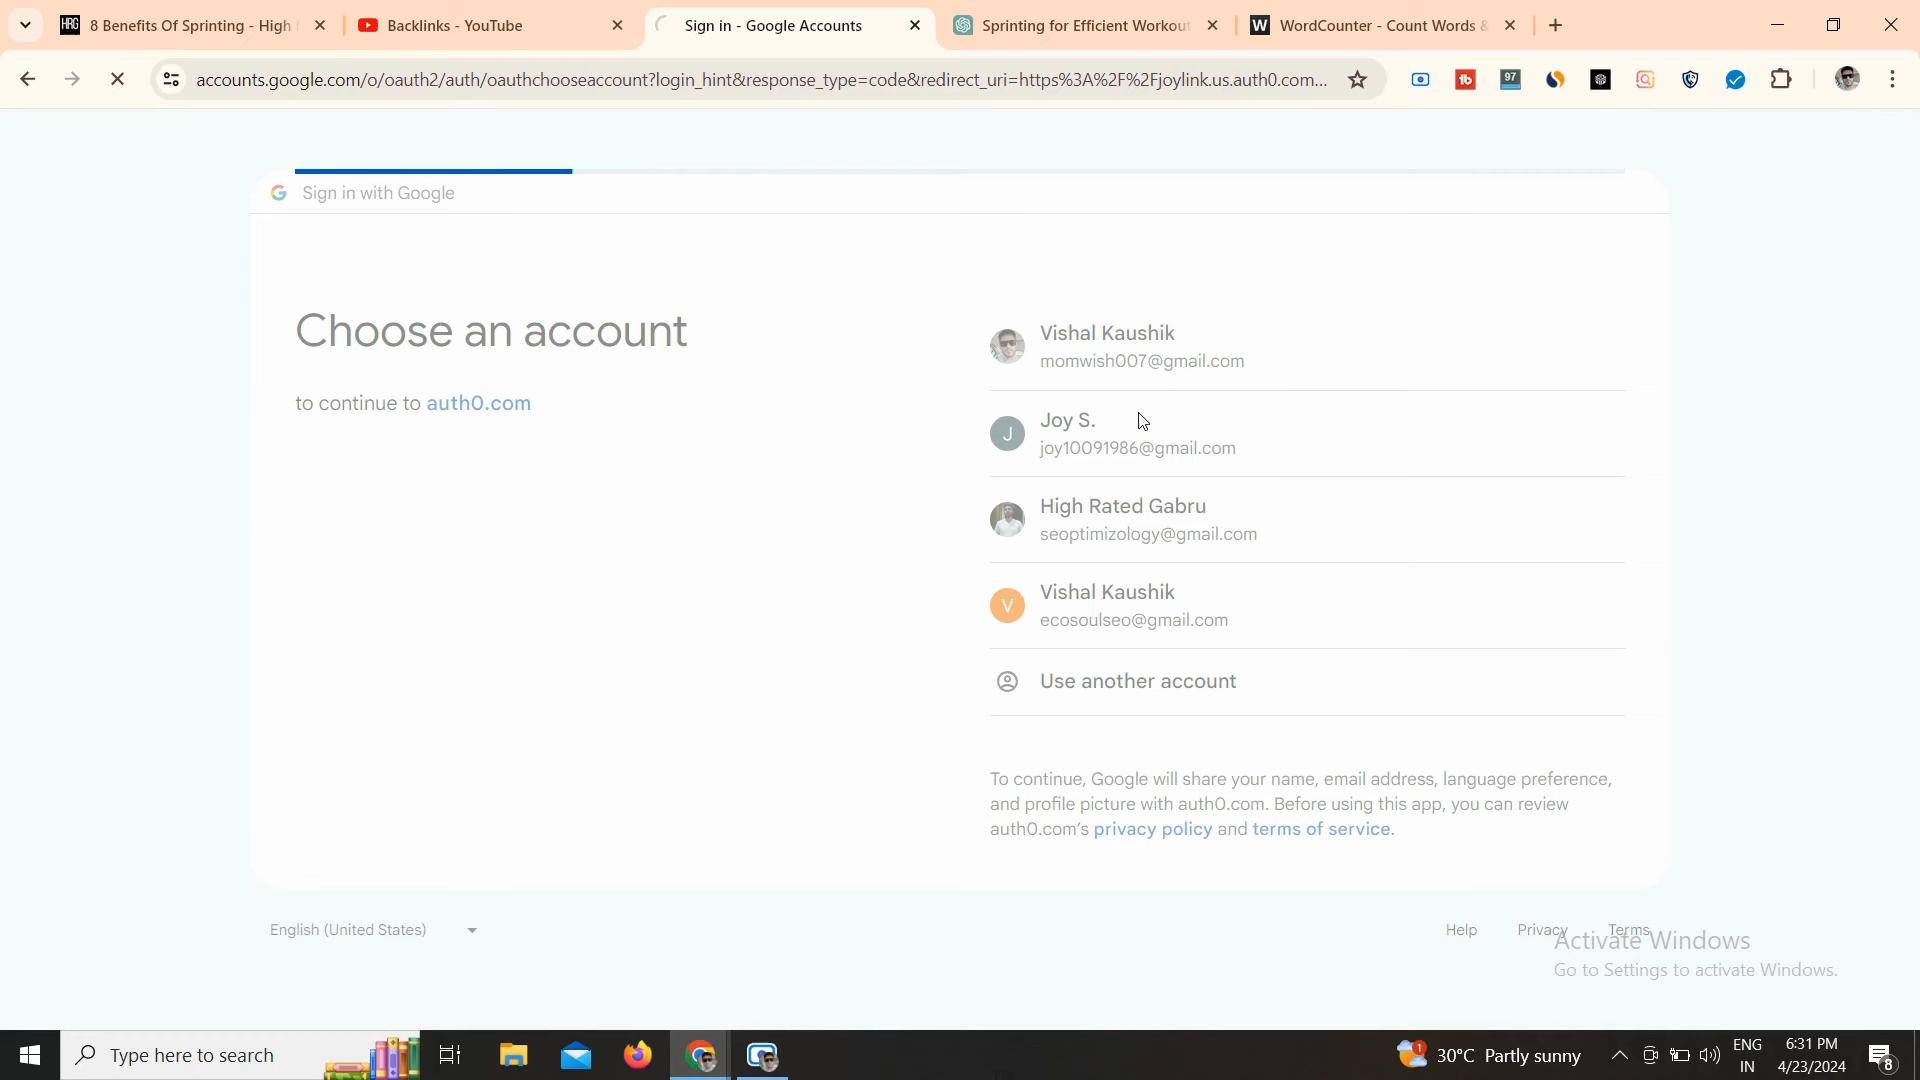 8 Benefits Of Sprinting - High
Backlinks - YouTube
Sign in - Google Accounts
Sprinting for Efficient Workout
WordCounter - Count Words &
accounts.google.com/o/oauth2/auth/oauthchooseaccount?login_hint&response_type=code&redirect_uri=https%3A%2F%2Fjoylink.us.auth0.com...
97
Sign in with Google
Choose an account
to continue to auth0.com
Vishal Kaushik
momwish007@gmail.com
J
Joy S.
joy10091986@gmail.com
High Rated Gabru
seoptimizology@gmail.com
V
Vishal Kaushik
ecosoulseo@gmail.com
Use another account
To continue, Google will share your name, email address, language preference,
and profile picture with auth0.com. Before using this app, you can review
auth0.com's privacy policy and terms of service.
English (United States)
Help
Privacy
Terms
Activate Windows
Go to Settings to activate Windows.
Type here to search
1
30°C Partly sunny
ENG
IN
6:31 PM
4/23/2024
8